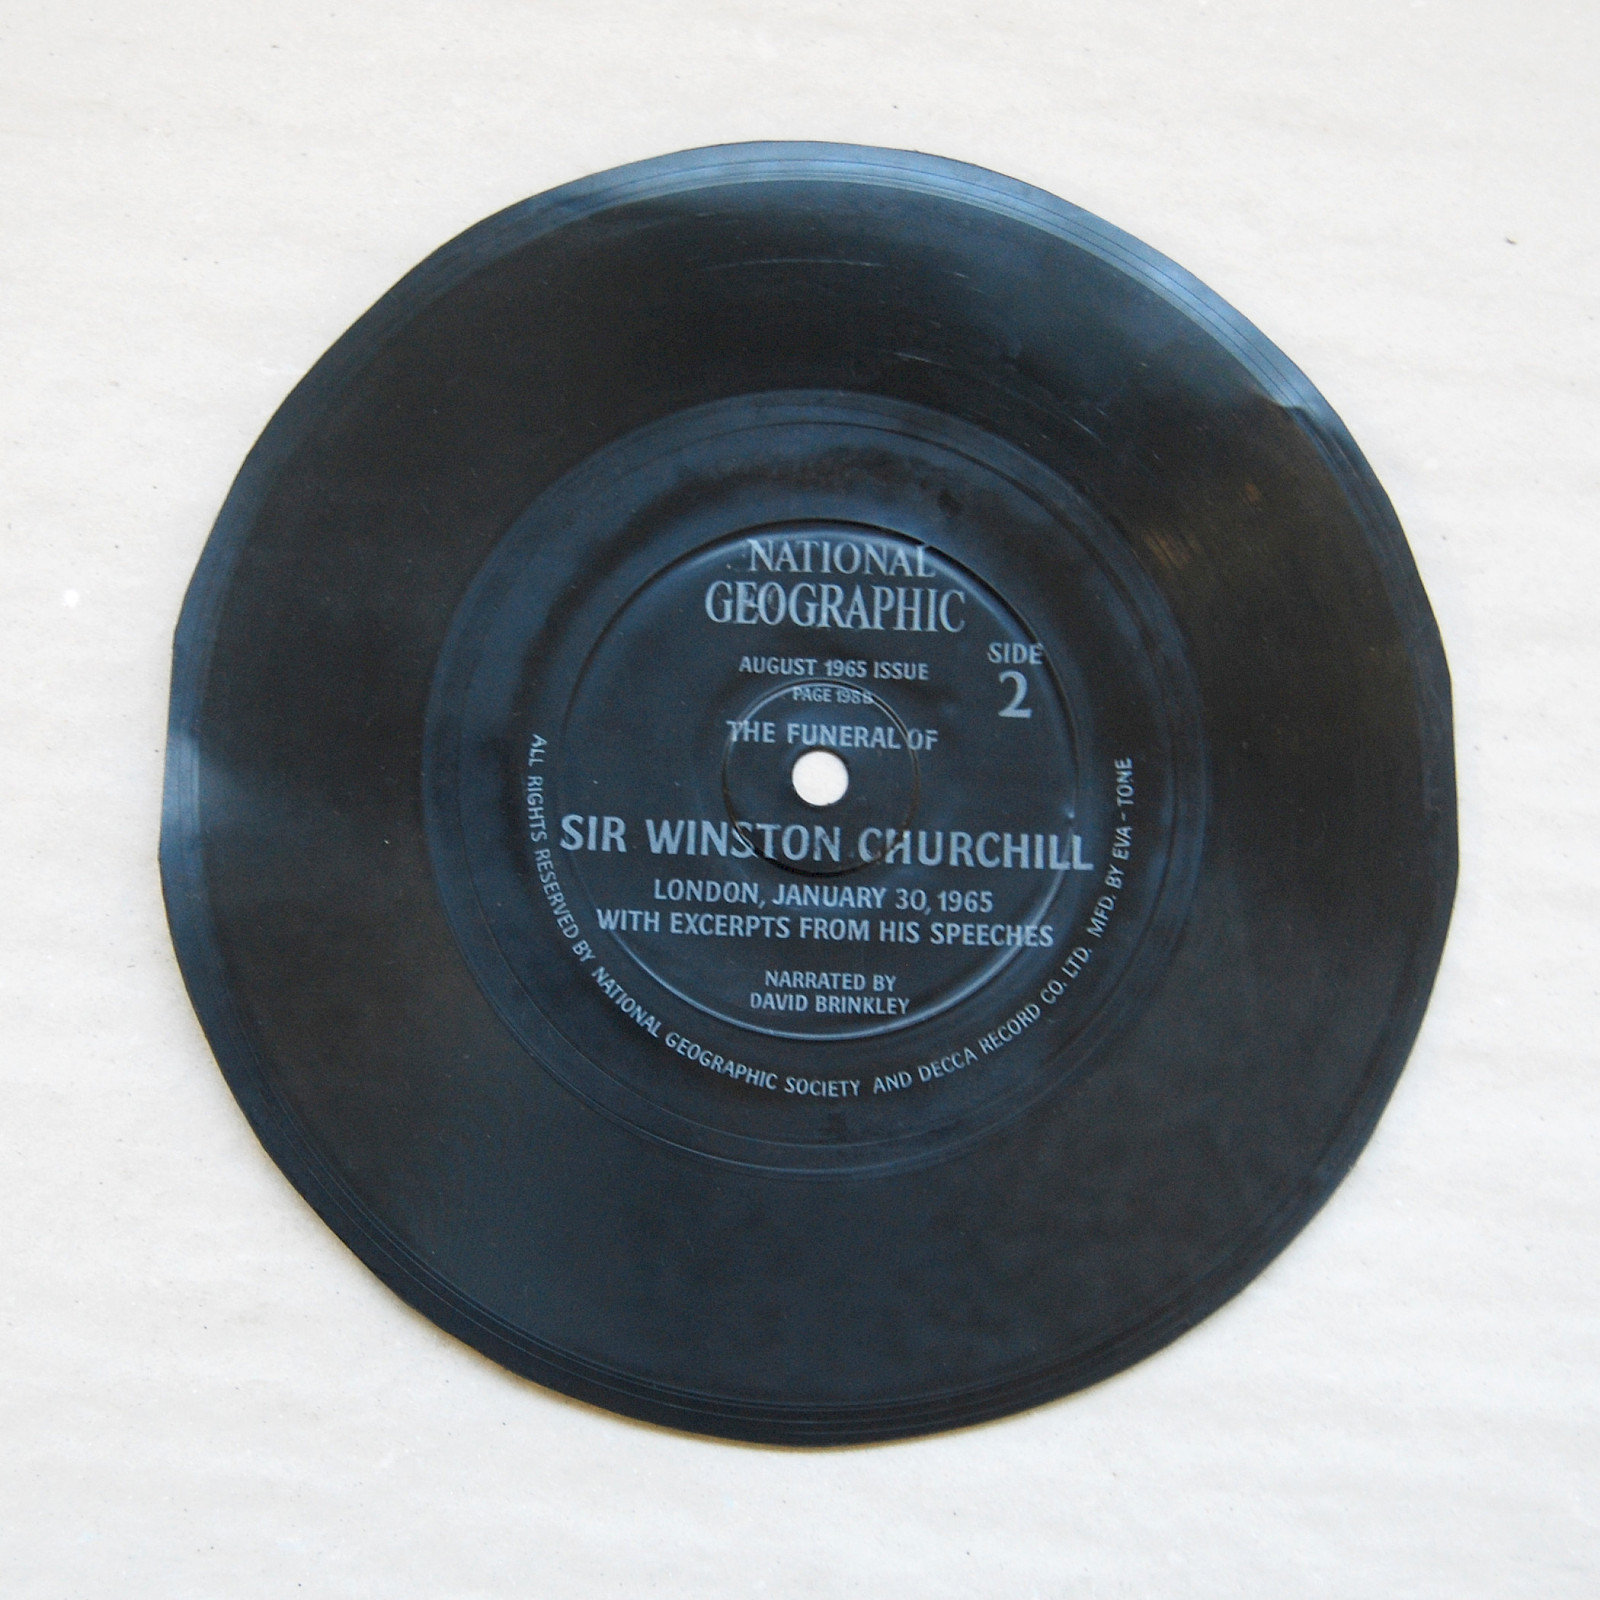 NATIONAL
GEOGRAPHIC
SIDE
2
AUGUST 1965 ISSUE
PAGE 198B
THE FUNERAL OF
SIR WINSTON CHURCHILL
LONDON, JANUARY 30, 1965
WITH EXCERPTS FROM HIS SPEECHES
NARRATED BY
DAVID BRINKLEY
ALL RIGHTS RESERVED BY NATIONAL GEOGRAPHIC SOCIETY AND DECCA RECORD CO. LTD. MFD. BY EVA-TONE